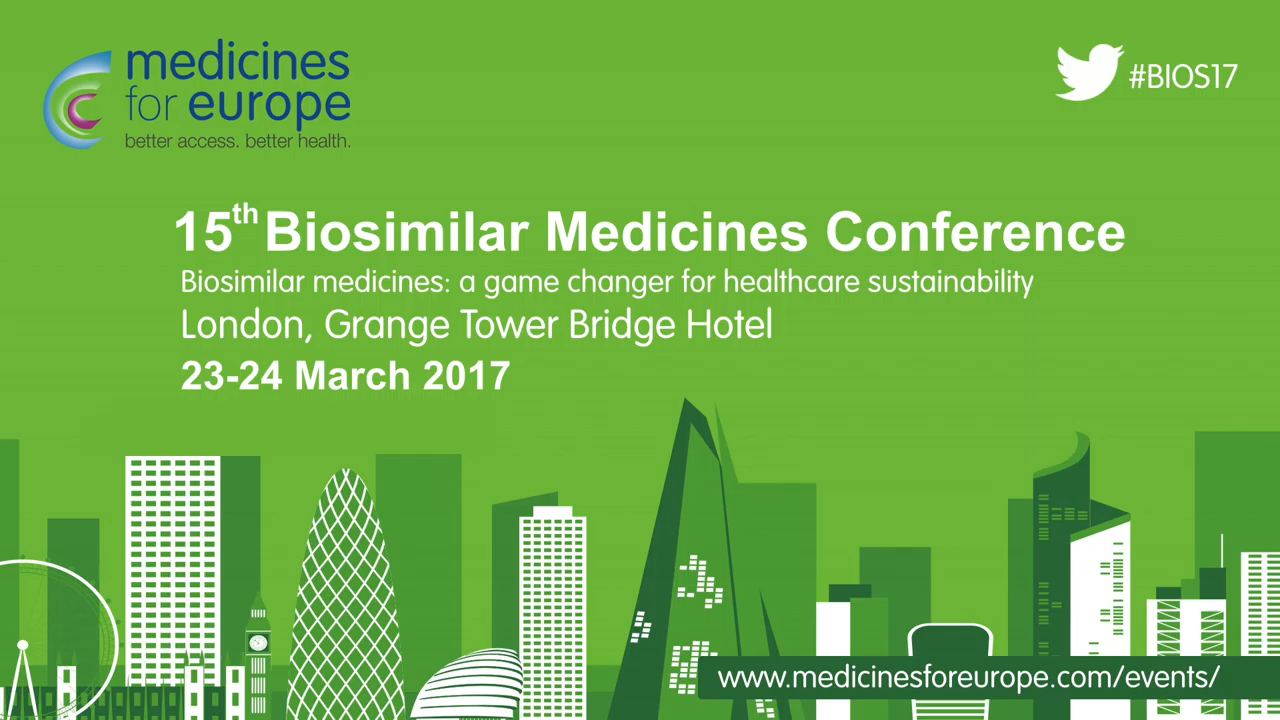 medicines
for europe
better access. better health.
#BIOS17
15th Biosimilar Medicines Conference
Biosimilar medicines: a game changer for healthcare sustainability
London, Grange Tower Bridge Hotel
23-24 March 2017
www.medicinesforeurope.com/events/